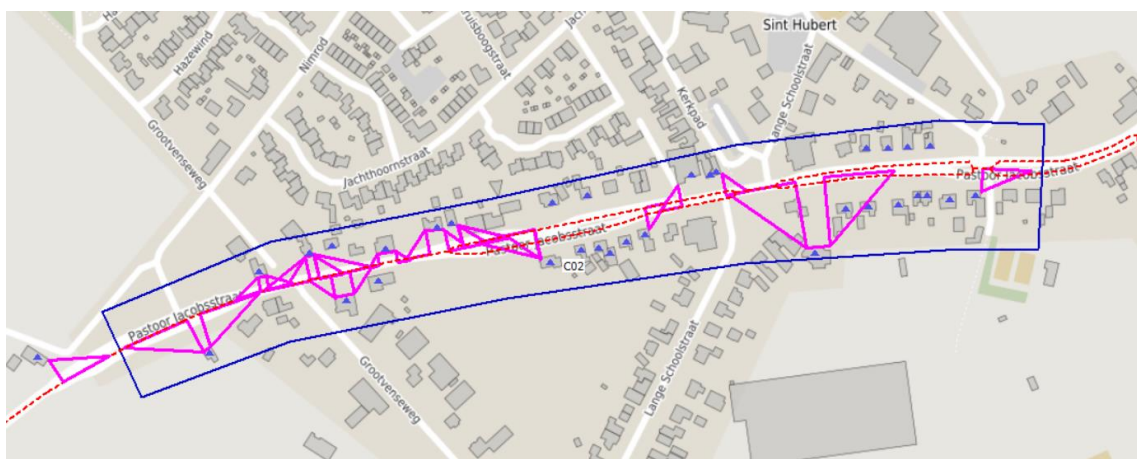 Sint Hubert
Hazewind
Nimrod
Kruisboogstraat
Grootvenseweg
Jachthoornstraat
Kerkpad
Lange Schoolstraat
Pastoor Jacobsstraat
Pastoor Jacobsstraat
C02
Pastoor Jacobsstraat
Grootvenseweg
Lange Schoolstraat